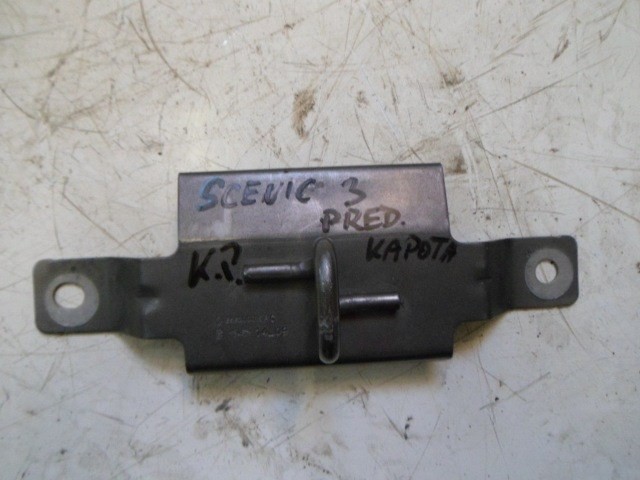 SCENIC 3
PRED.
KAPOTA
K.P.